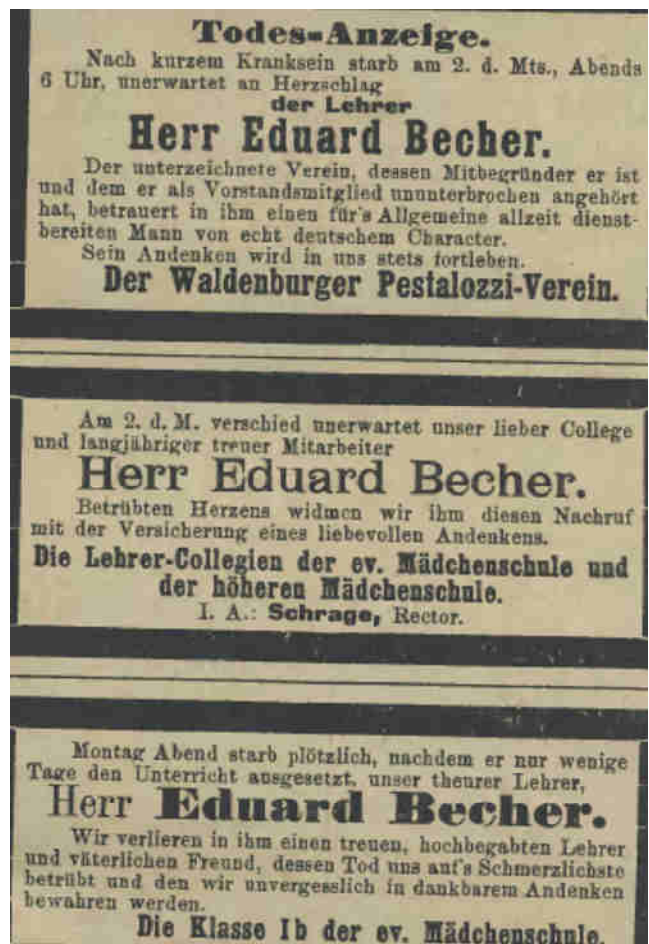 Todes-Anzeige.
Nach kurzem Kranksein starb am 2. d. Mts., Abends
6 Uhr, unerwartet an Herzschlag
der Lehrer
Herr Eduard Becher.
Der unterzeichnete Verein, dessen Mitbegründer er ist
und dem er als Vorstandsmitglied ununterbrochen angehört
hat, betrauert in ihm einen für's Allgemeine allzeit dienst-
bereiten Mann von echt deutschem Character.
Sein Andenken wird in uns stets fortleben.
Der Waldenburger Pestalozzi-Verein.
Am 2. d. M. verschied unerwartet unser lieber College
und langjähriger treuer Mitarbeiter
Herr Eduard Becher.
Betrübten Herzens widmen wir ihm diesen Nachruf
mit der Versicherung eines liebevollen Andenkens.
Die Lehrer-Collegien der ev. Mädchenschule und
der höheren Mädchenschule.
I. A.: Schrage, Rector.
Montag Abend starb plötzlich, nachdem er nur wenige
Tage den Unterricht ausgesetzt, unser theurer Lehrer,
Herr Eduard Becher.
Wir verlieren in ihm einen treuen, hochbegabten Lehrer
und väterlichen Freund, dessen Tod uns auf's Schmerzlichste
betrübt und den wir unvergesslich in dankbarem Andenken
bewahren werden.
Die Klasse Ib der ev. Mädchenschule.